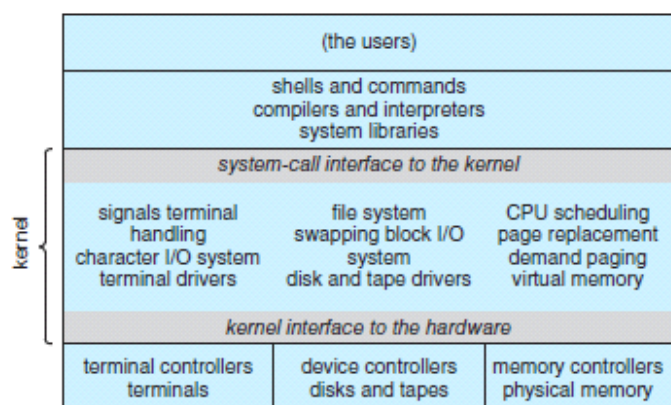 (the users)
shells and commands
compilers and interpreters
system libraries
kernel
system-call interface to the kernel
signals terminal
handling
character I/O system
terminal drivers
file system
swapping block I/O
system
disk and tape drivers
CPU scheduling
page replacement
demand paging
virtual memory
kernel interface to the hardware
terminal controllers
terminals
device controllers
disks and tapes
memory controllers
physical memory